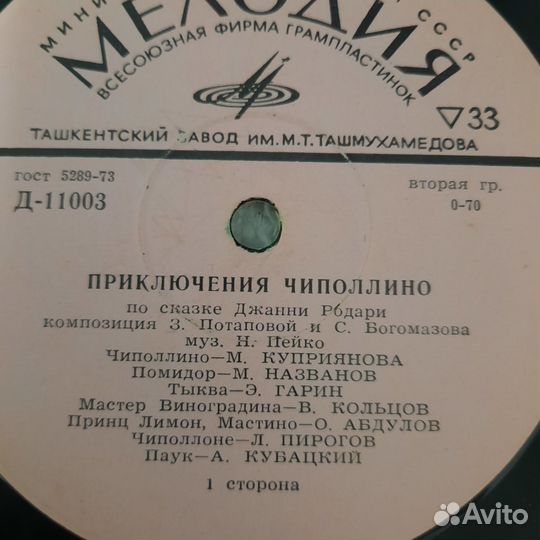 МИНИ СССР
МЕЛОДИЯ
ВСЕСОЮЗНАЯ ФИРМА ГРАМПЛАСТИНОК
▽33
ТАШКЕНТСКИЙ ЗАВОД ИМ. М.Т. ТАШМУХАМЕДОВА
гост 5289-73
Д-11003
вторая гр.
0-70
ПРИКЛЮЧЕНИЯ ЧИПОЛЛИНО
по сказке Джанни Родари
композиция З. Потаповой и С. Богомазова
муз. Н. Пейко
Чиполлино—М. КУПРИЯНОВА
Помидор—М. НАЗВАНОВ
Тыква—Э. ГАРИН
Мастер Виноградина—В. КОЛЬЦОВ
Принц Лимон, Мастино—О. АБДУЛОВ
Чиполлоне—Л. ПИРОГОВ
Паук—А. КУБАЦКИЙ
1 сторона
Avito